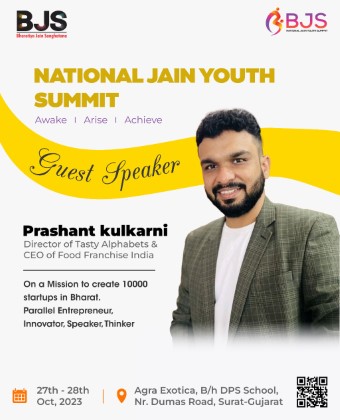 BJS
Bharatiya Jain Sanghatana
BJS
NATIONAL JAIN YOUTH SUMMIT
NATIONAL JAIN YOUTH
SUMMIT
Awake | Arise | Achieve
Guest Speaker
Prashant kulkarni
Director of Tasty Alphabets &
CEO of Food Franchise India
On a Mission to create 10000
startups in Bharat.
Parallel Entrepreneur,
Innovator, Speaker, Thinker
27th - 28th
Oct, 2023
Agra Exotica, B/h DPS School,
Nr. Dumas Road, Surat-Gujarat